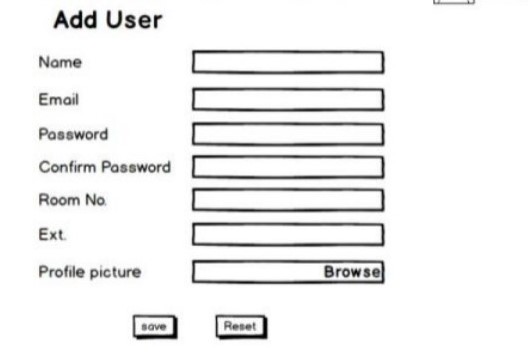 Add User
Name
Email
Password
Confirm Password
Room No.
Ext.
Profile picture Browse
save Reset